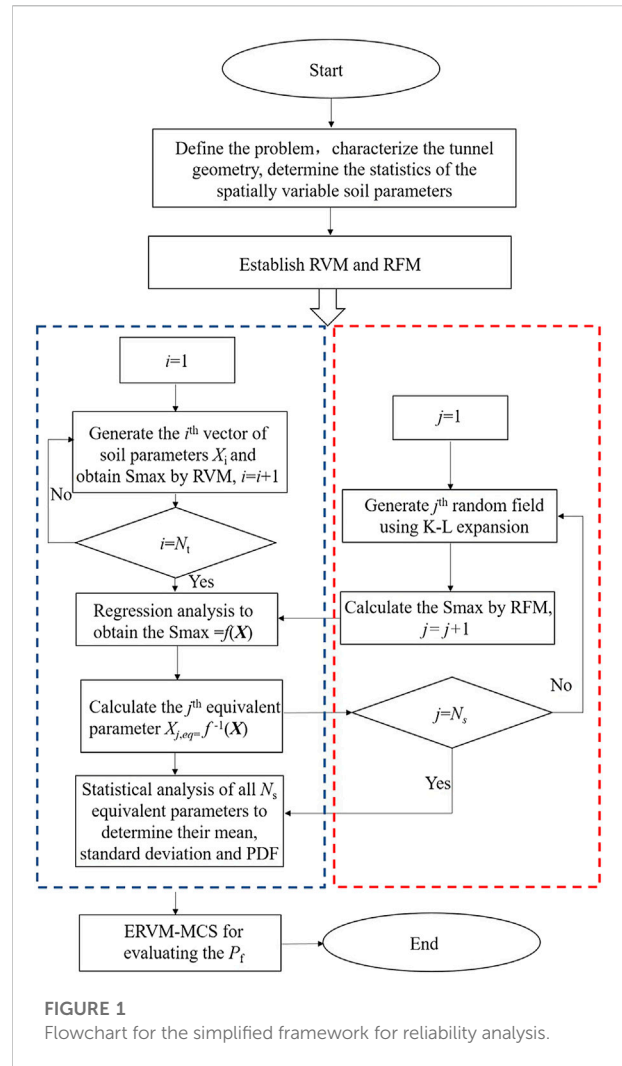 Start
Define the problem，characterize the tunnel
geometry, determine the statistics of the
spatially variable soil parameters
Establish RVM and RFM
i=1
Generate the ith vector of
soil parameters Xi and
obtain Smax by RVM, i=i+1
No
i=Nt
Yes
Regression analysis to
obtain the Smax =f(X)
Calculate the jth equivalent
parameter Xj,eq= f -1(X)
Statistical analysis of all Ns
equivalent parameters to
determine their mean,
standard deviation and PDF
j=1
Generate jth random field
using K-L expansion
Calculate the Smax by RFM,
j= j+1
No
j=Ns
Yes
ERVM-MCS for
evaluating the Pf
End
FIGURE 1
Flowchart for the simplified framework for reliability analysis.